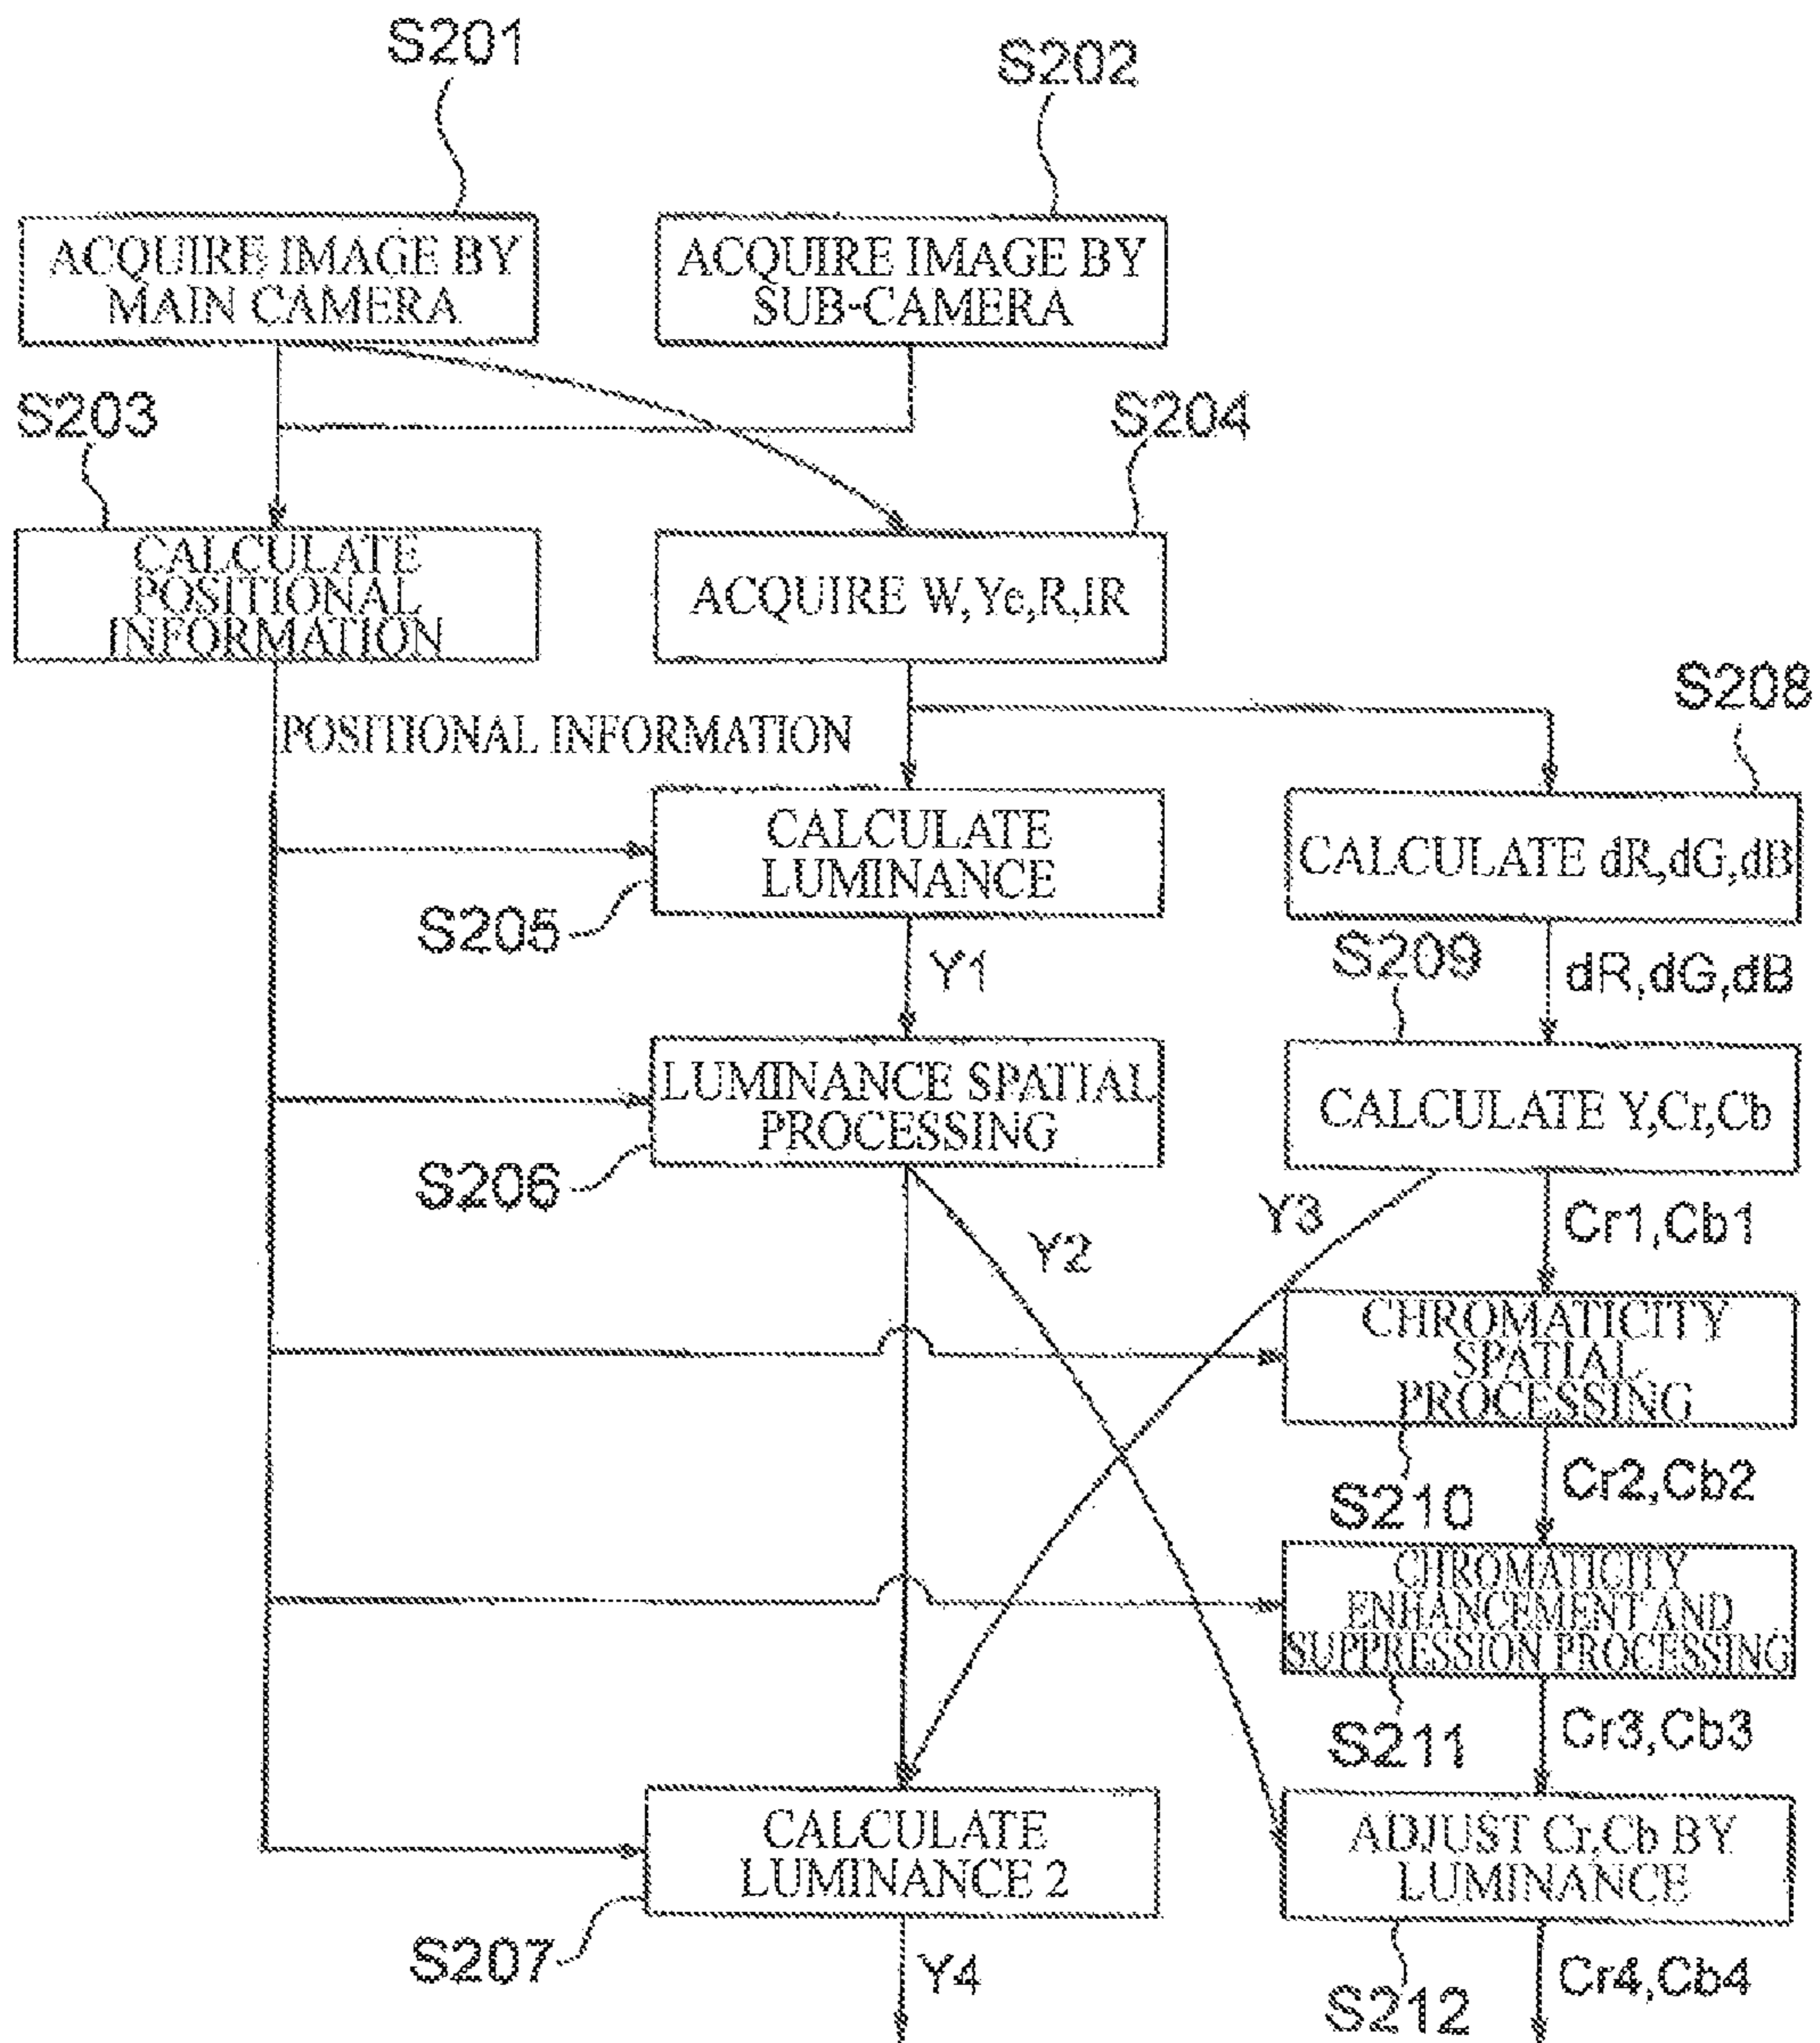 S201
S202
ACQUIRE IMAGE BY
MAIN CAMERA
ACQUIRE IMAGE BY
SUB-CAMERA
S203
S204
CALCULATE
POSITIONAL
INFORMATION
ACQUIRE W,Ye,R,IR
S208
POSITIONAL INFORMATION
CALCULATE
LUMINANCE
CALCULATE dR,dG,dB
S205
Y1
S209
dR,dG,dB
LUMINANCE SPATIAL
PROCESSING
CALCULATE Y,Cr,Cb
S206
Y2
Y3
Cr1,Cb1
CHROMATICITY
SPATIAL
PROCESSING
S210
Cr2,Cb2
CHROMATICITY
ENHANCEMENT AND
SUPPRESSION PROCESSING
S211
Cr3,Cb3
CALCULATE
LUMINANCE 2
ADJUST Cr,Cb BY
LUMINANCE
S207
Y4
S212
Cr4,Cb4